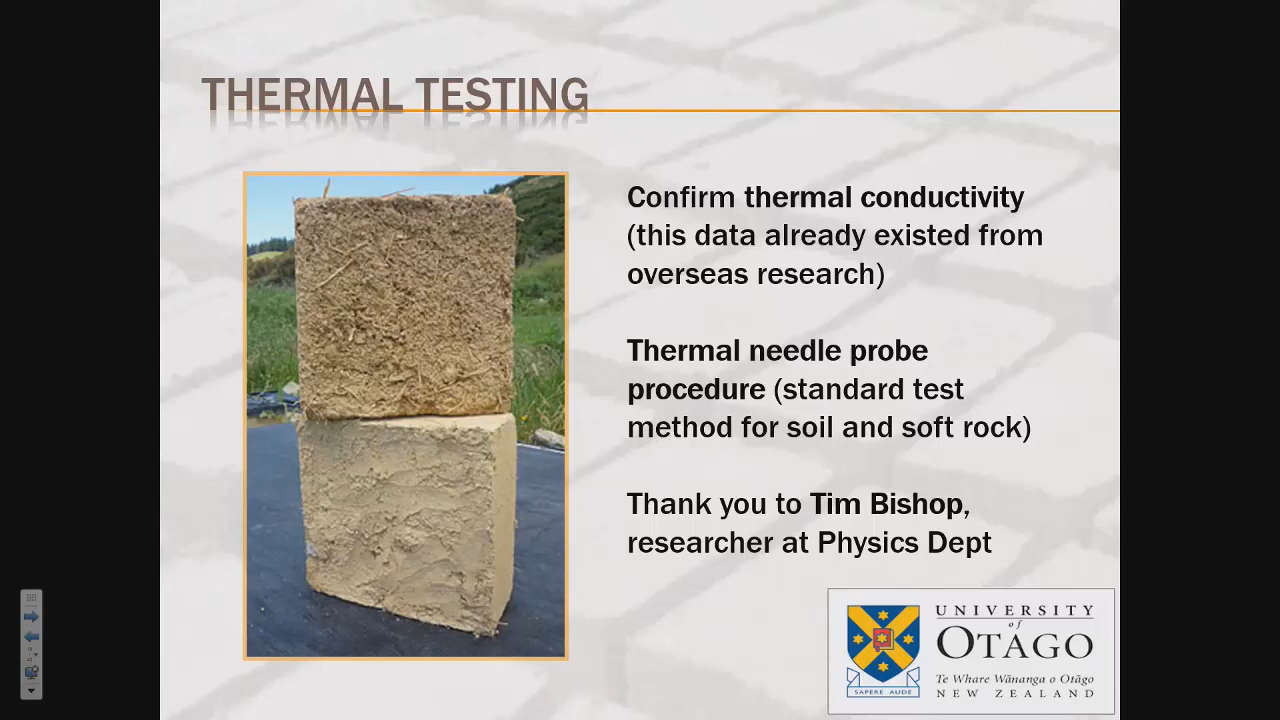 THERMAL TESTING
Confirm thermal conductivity
(this data already existed from
overseas research)
Thermal needle probe
procedure (standard test
method for soil and soft rock)
Thank you to Tim Bishop,
researcher at Physics Dept
UNIVERSITY
of
OTAGO
Te Whare Wānanga o Otāgo
NEW ZEALAND
SAPERE AUDE